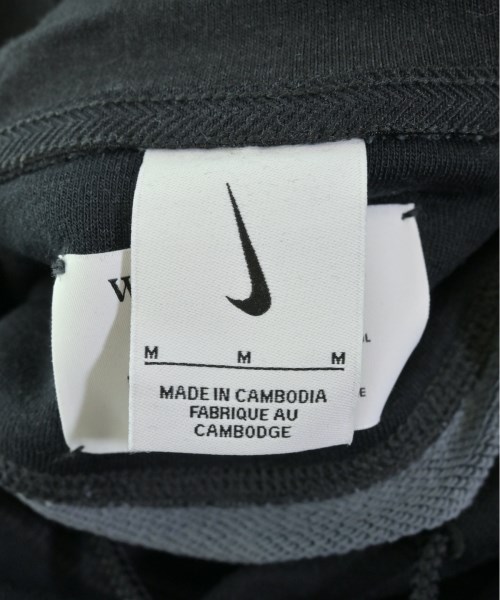 W
M M M
L
MADE IN CAMBODIA
E
FABRIQUE AU
CAMBODGE